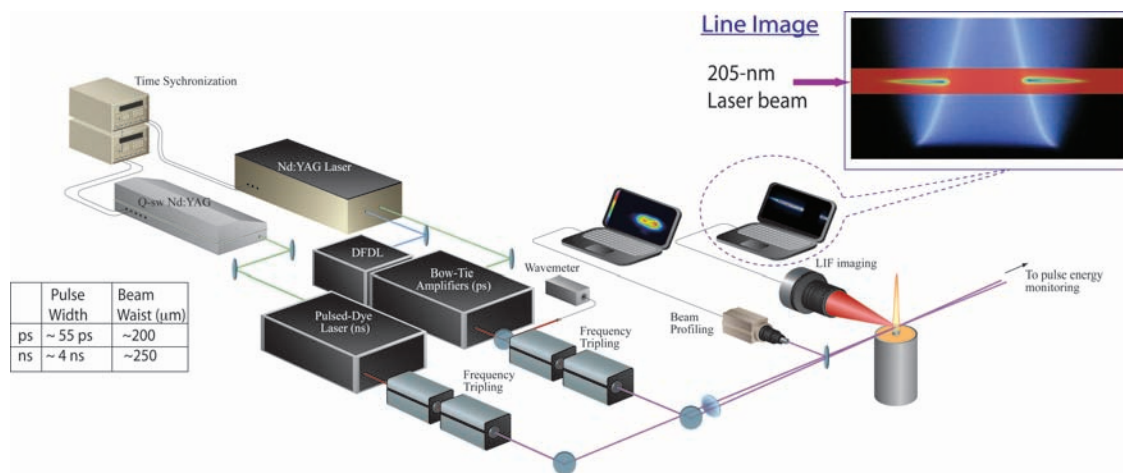 Line Image
205-nm
Laser beam
Time Sychronization
Nd:YAG Laser
Q-sw Nd:YAG
DFDL
Bow-Tie
Amplifiers (ps)
Wavemeter
LIF imaging
To pulse energy
monitoring
Pulsed-Dye
Laser (ns)
Beam
Profiling
Frequency
Tripling
Frequency
Tripling
Pulse Width Beam Waist (μm)
ps ~ 55 ps ~200
ns ~ 4 ns ~250